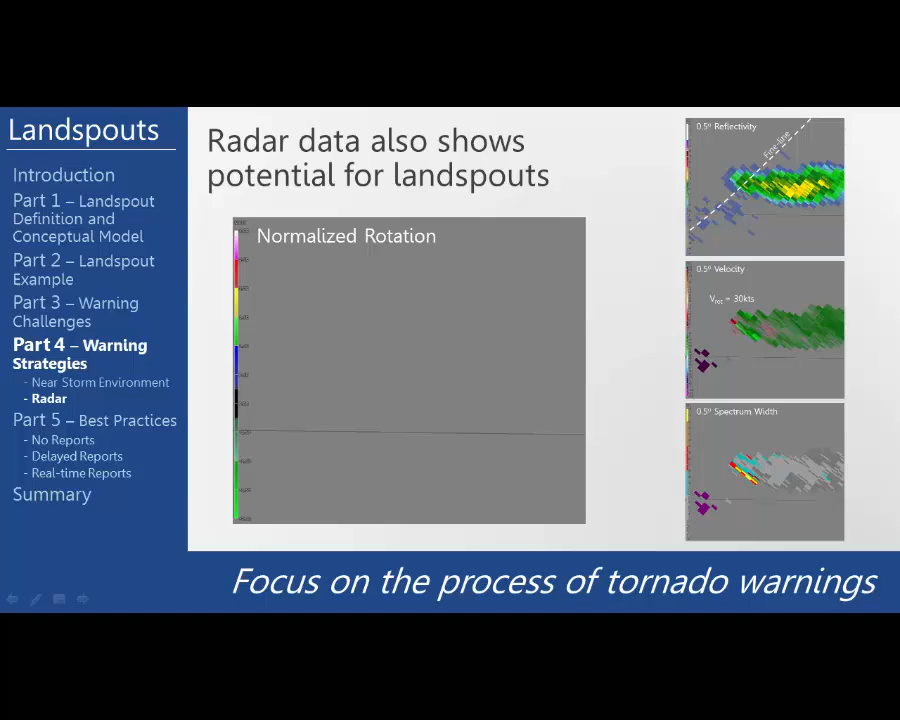 Landspouts
Introduction
Part 1 – Landspout
Definition and
Conceptual Model
Part 2 – Landspout
Example
Part 3 – Warning
Challenges
Part 4 – Warning
Strategies
- Near Storm Environment
- Radar
Part 5 – Best Practices
- No Reports
- Delayed Reports
- Real-time Reports
Summary
Radar data also shows
potential for landspouts
Normalized Rotation
0.5º Reflectivity
Fine-line
0.5º Velocity
Vrot = 30kts
0.5º Spectrum Width
Focus on the process of tornado warnings